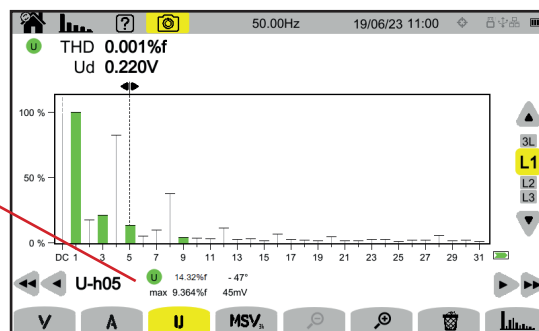 ? 50.00Hz 19/06/23 11:00
U THD 0.001%f
Ud 0.220V
100 %
50 %
0 %
DC 1 3 5 7 9 11 13 15 17 19 21 23 25 27 29 31
3L
L1
L2
L3
U-h05 U 14.32%f - 47°
max 9.364%f 45mV
V A U MSV 3L